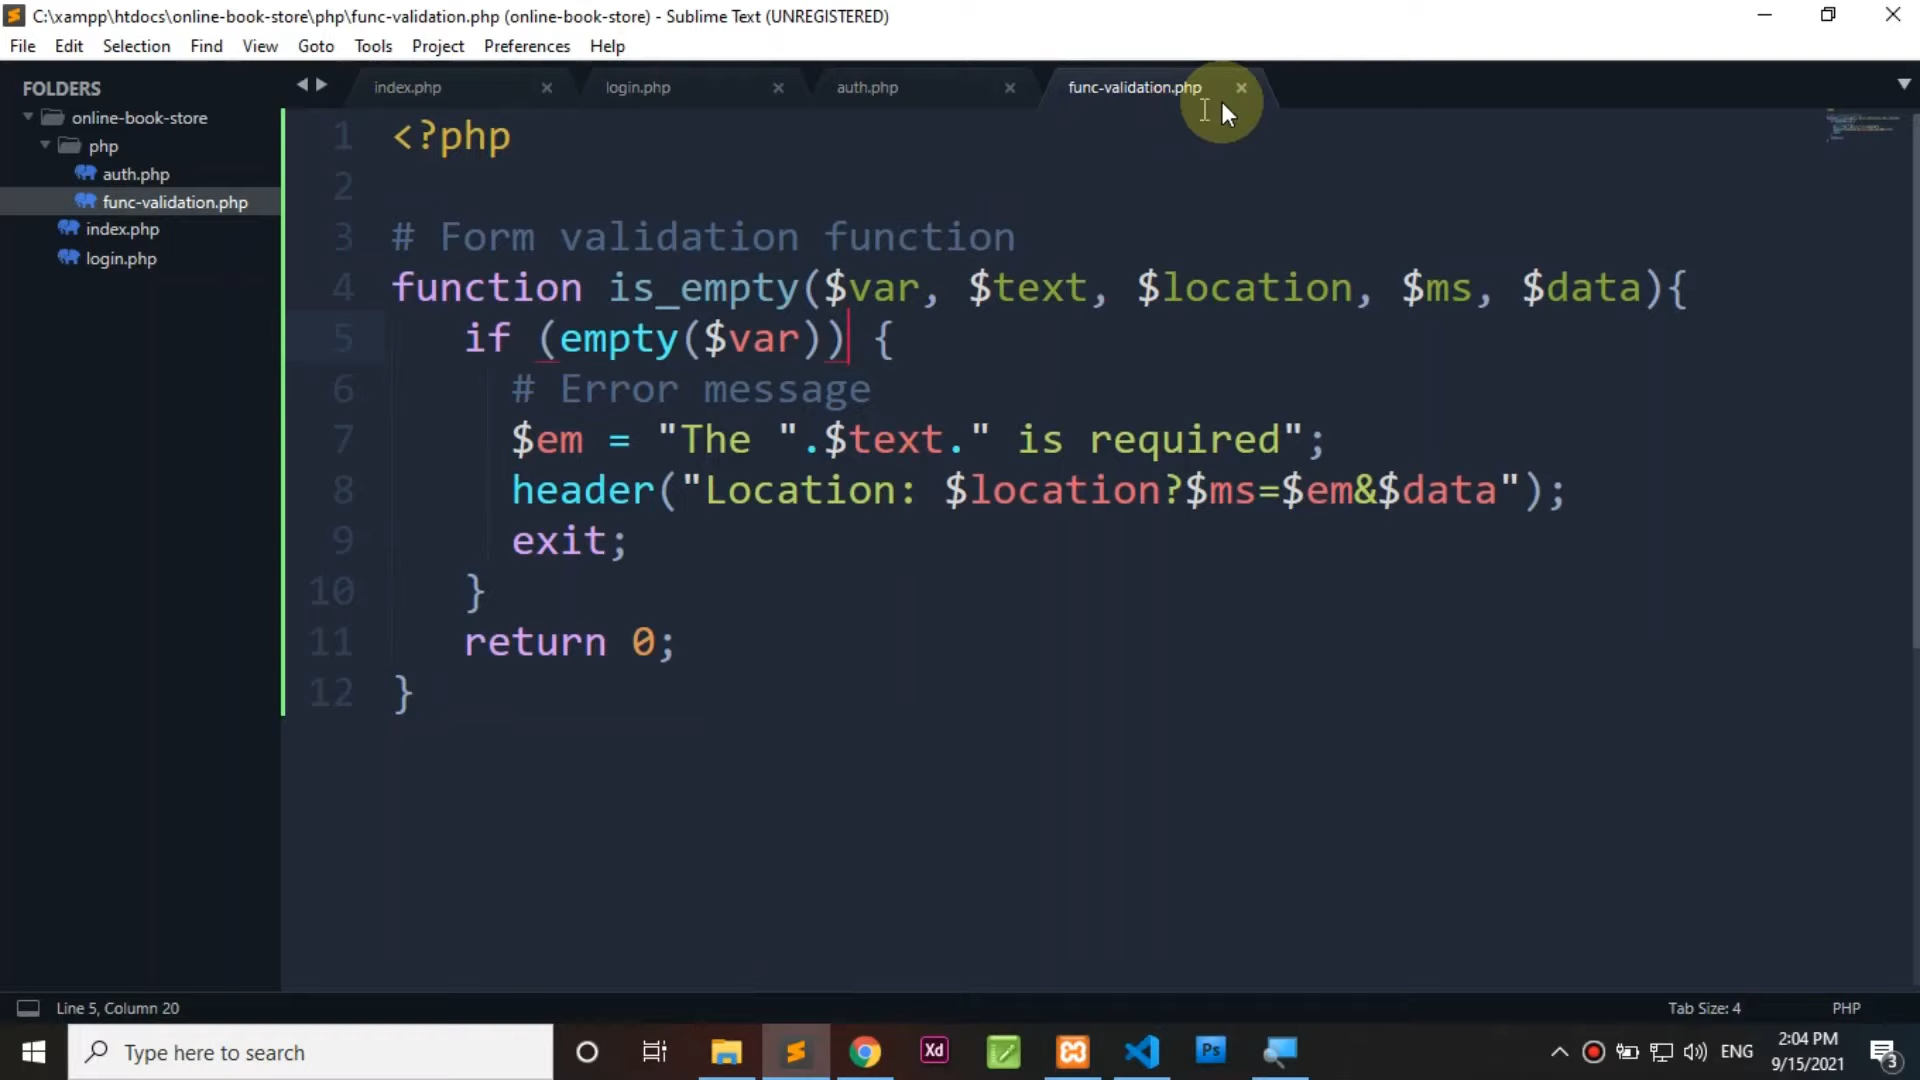 C:\xampp\htdocs\online-book-store\php\func-validation.php (online-book-store) - Sublime Text (UNREGISTERED)
File Edit Selection Find View Goto Tools Project Preferences Help
FOLDERS
online-book-store
php
auth.php
func-validation.php
index.php
login.php
index.php login.php auth.php func-validation.php
1 <?php
2
3 # Form validation function
4 function is_empty($var, $text, $location, $ms, $data){
5 if (empty($var)) {
6 # Error message
7 $em = "The ".$text." is required";
8 header("Location: $location?$ms=$em&$data");
9 exit;
10 }
11 return 0;
12 }
Line 5, Column 20 Tab Size: 4 PHP
Type here to search
Xd
Ps
ENG
2:04 PM
9/15/2021
3